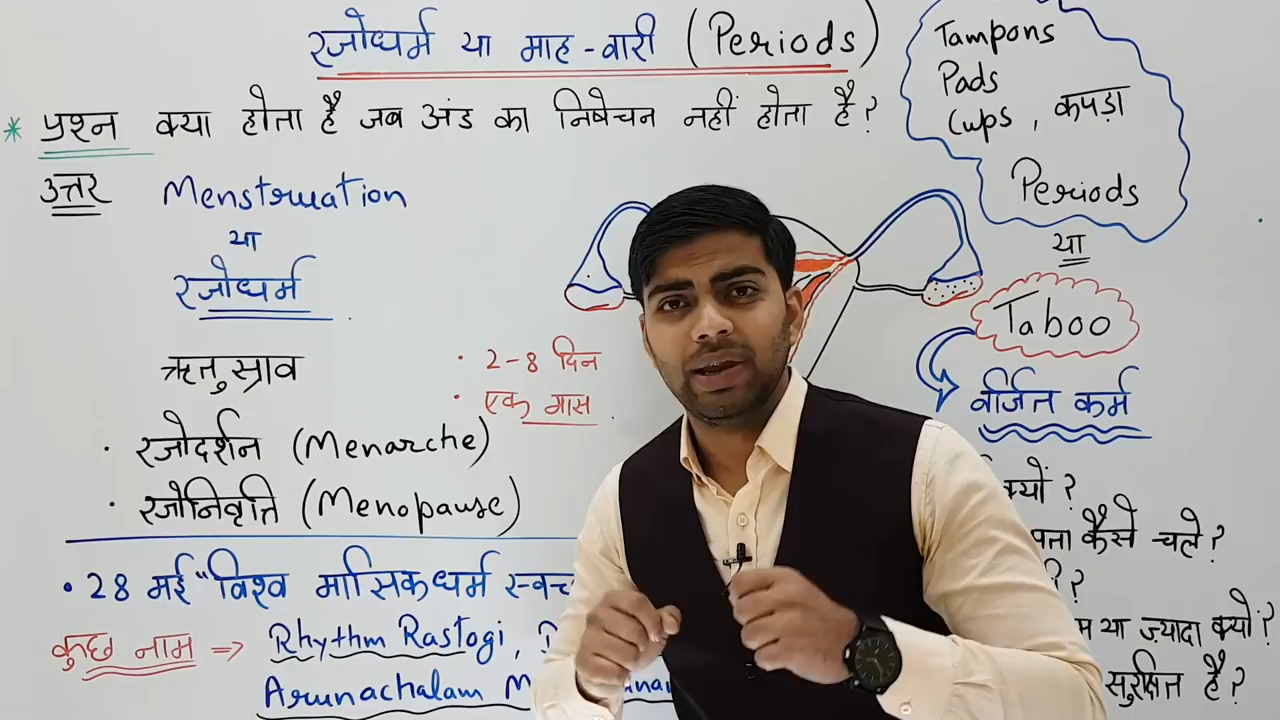 रजोधर्म या माह-वारी (Periods)
* प्रश्न क्या होता है जब अंड का निषेचन नहीं होता है?
उत्तर Menstruation
या
रजोधर्म
ऋतुस्राव
• रजोदर्शन (Menarche)
• रजोनिवृत्ति (Menopause)
• 2-8 दिन
• एक मास
• 28 मई "विश्व मासिकधर्म
कुछ नाम ⇒ Rhythm Rastogi,
Arunachalam
Tampons
Pads
Cups, कपड़ा
Periods
या
Taboo
वर्जित कर्म
क्यों?
पता कैसे चले?
?
या ज़्यादा क्यों?
सुरक्षित है?